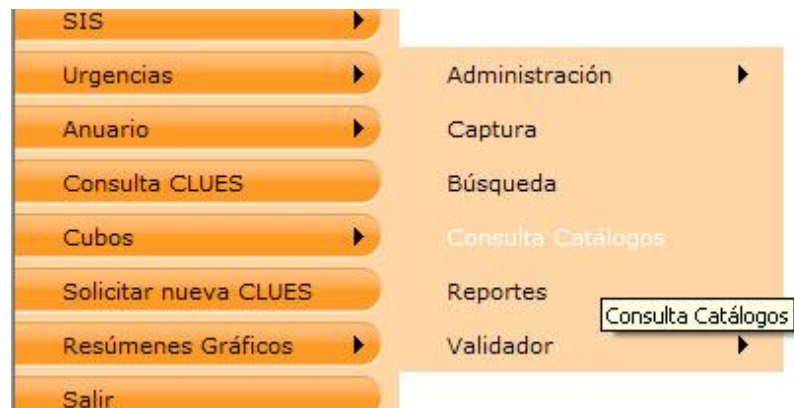 SIS
Urgencias
Anuario
Consulta CLUES
Cubos
Solicitar nueva CLUES
Resúmenes Gráficos
Salir
Administración
Captura
Búsqueda
Consulta Catálogos
Reportes
Consulta Catálogos
Validador